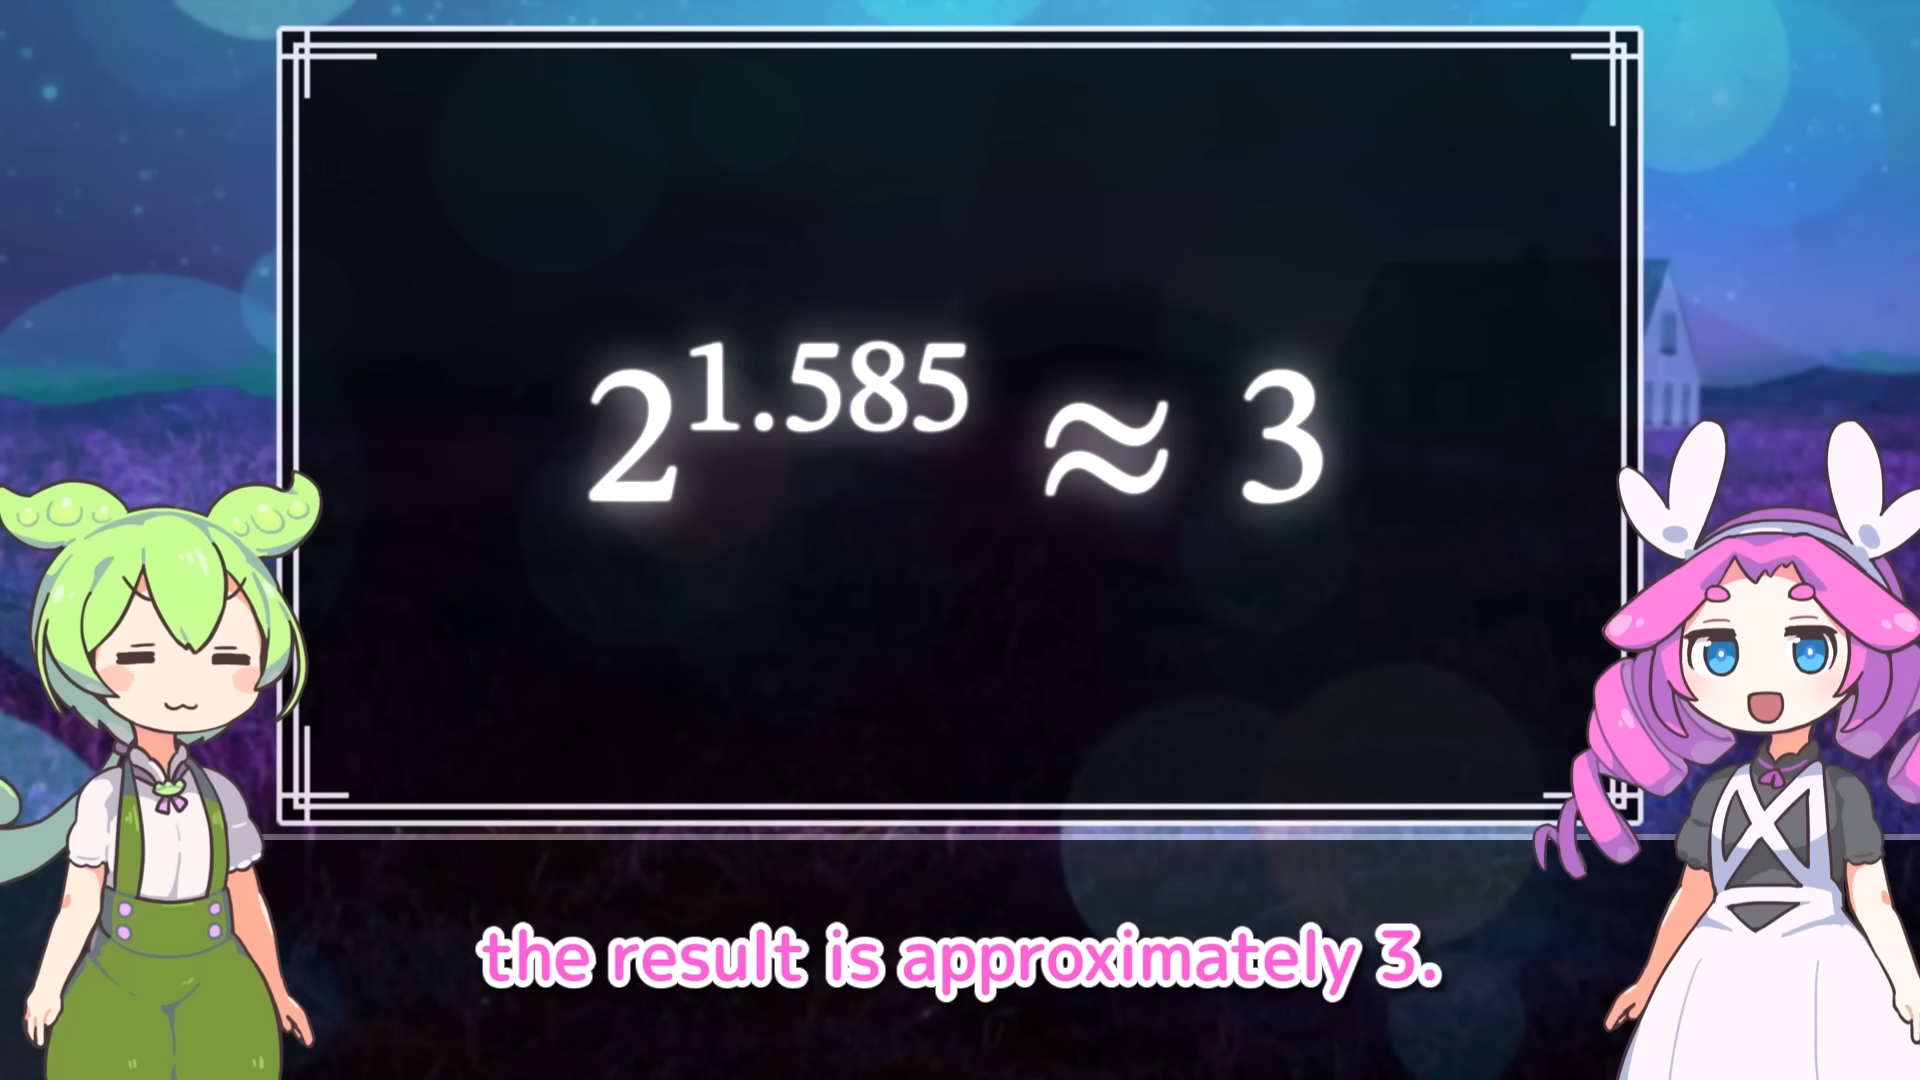 2^1.585 ≈ 3
the result is approximately 3.